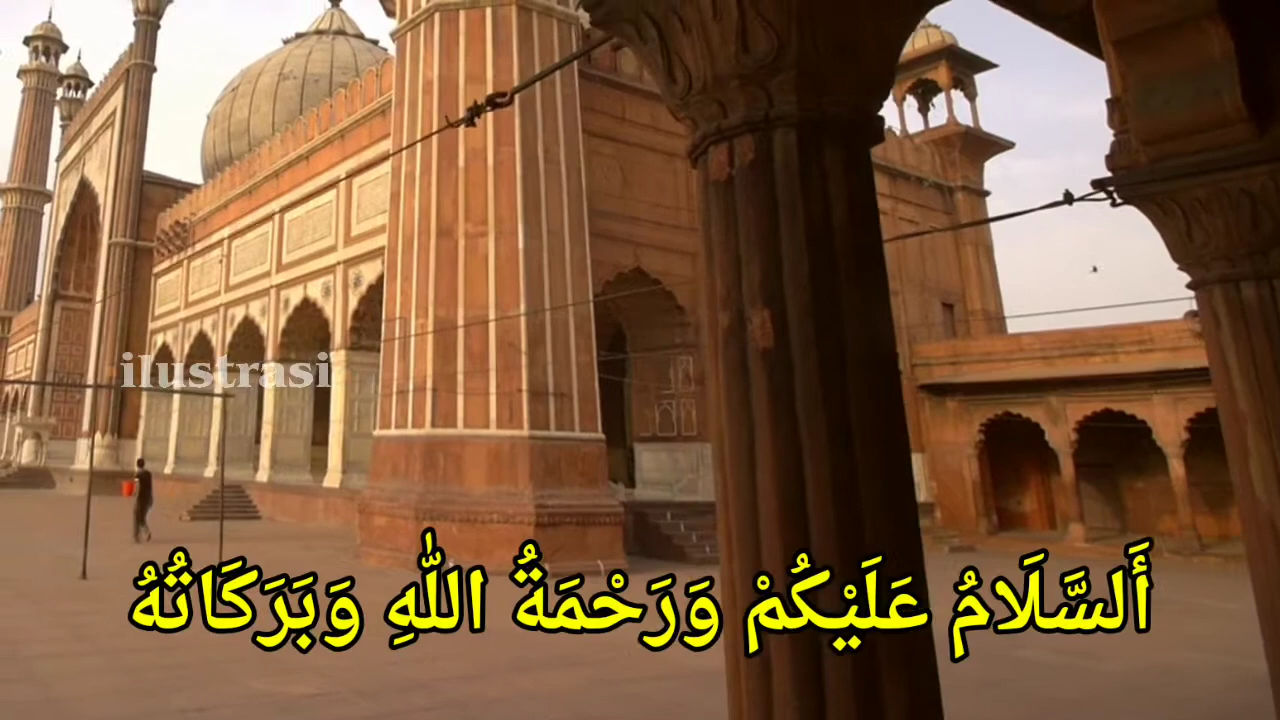 ilustrasi
أَلسَّلَامُ عَلَيْكُمْ وَرَحْمَةُ اللّٰهِ وَبَرَكَاتُهُ